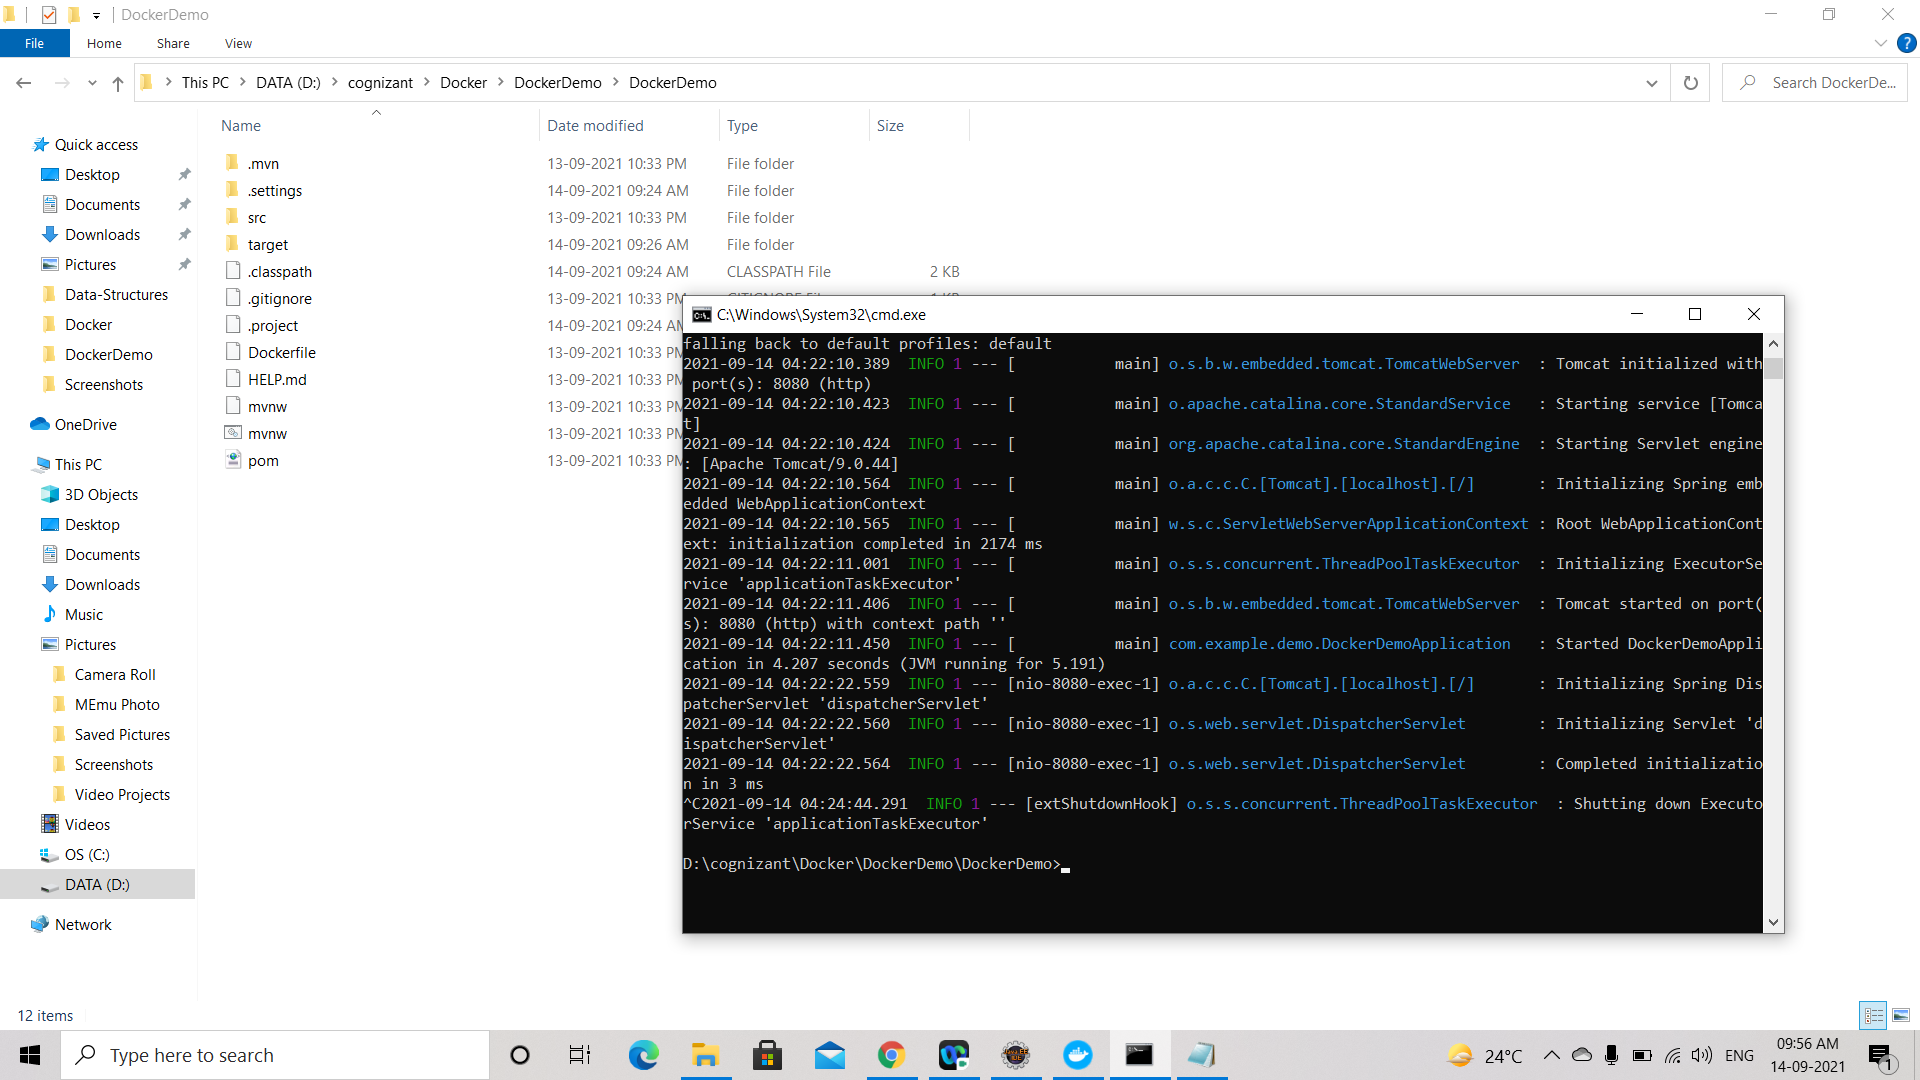 DockerDemo
File
Home
Share
View
?
This PC
DATA (D:)
cognizant
Docker
DockerDemo
DockerDemo
Search DockerDe...
Name
Date modified
Type
Size
Quick access
Desktop
Documents
Downloads
Pictures
Data-Structures
Docker
DockerDemo
Screenshots
OneDrive
This PC
3D Objects
Desktop
Documents
Downloads
Music
Pictures
Camera Roll
MEmu Photo
Saved Pictures
Screenshots
Video Projects
Videos
OS (C:)
DATA (D:)
Network
.mvn 13-09-2021 10:33 PM File folder
.settings 14-09-2021 09:24 AM File folder
src 13-09-2021 10:33 PM File folder
target 14-09-2021 09:26 AM File folder
.classpath 14-09-2021 09:24 AM CLASSPATH File 2 KB
.gitignore 13-09-2021 10:33 PM
.project 14-09-2021 09:24 AM
Dockerfile 13-09-2021 10:33 PM
HELP.md 13-09-2021 10:33 PM
mvnw 13-09-2021 10:33 PM
mvnw 13-09-2021 10:33 PM
pom 13-09-2021 10:33 PM
C:\Windows\System32\cmd.exe
falling back to default profiles: default
2021-09-14 04:22:10.389  INFO 1 --- [           main] o.s.b.w.embedded.tomcat.TomcatWebServer  : Tomcat initialized with
 port(s): 8080 (http)
2021-09-14 04:22:10.423  INFO 1 --- [           main] o.apache.catalina.core.StandardService   : Starting service [Tomca
t]
2021-09-14 04:22:10.424  INFO 1 --- [           main] org.apache.catalina.core.StandardEngine  : Starting Servlet engine
: [Apache Tomcat/9.0.44]
2021-09-14 04:22:10.564  INFO 1 --- [           main] o.a.c.c.C.[Tomcat].[localhost].[/]       : Initializing Spring emb
edded WebApplicationContext
2021-09-14 04:22:10.565  INFO 1 --- [           main] w.s.c.ServletWebServerApplicationContext : Root WebApplicationCont
ext: initialization completed in 2174 ms
2021-09-14 04:22:11.001  INFO 1 --- [           main] o.s.s.concurrent.ThreadPoolTaskExecutor  : Initializing ExecutorSe
rvice 'applicationTaskExecutor'
2021-09-14 04:22:11.406  INFO 1 --- [           main] o.s.b.w.embedded.tomcat.TomcatWebServer  : Tomcat started on port(
s): 8080 (http) with context path ''
2021-09-14 04:22:11.450  INFO 1 --- [           main] com.example.demo.DockerDemoApplication   : Started DockerDemoAppli
cation in 4.207 seconds (JVM running for 5.191)
2021-09-14 04:22:22.559  INFO 1 --- [nio-8080-exec-1] o.a.c.c.C.[Tomcat].[localhost].[/]       : Initializing Spring Dis
patcherServlet 'dispatcherServlet'
2021-09-14 04:22:22.560  INFO 1 --- [nio-8080-exec-1] o.s.web.servlet.DispatcherServlet        : Initializing Servlet 'd
ispatcherServlet'
2021-09-14 04:22:22.564  INFO 1 --- [nio-8080-exec-1] o.s.web.servlet.DispatcherServlet        : Completed initializatio
n in 3 ms
^C2021-09-14 04:24:44.291  INFO 1 --- [extShutdownHook] o.s.s.concurrent.ThreadPoolTaskExecutor  : Shutting down Executo
rService 'applicationTaskExecutor'
D:\cognizant\Docker\DockerDemo\DockerDemo>
12 items
Type here to search
24°C
ENG
09:56 AM
14-09-2021
1